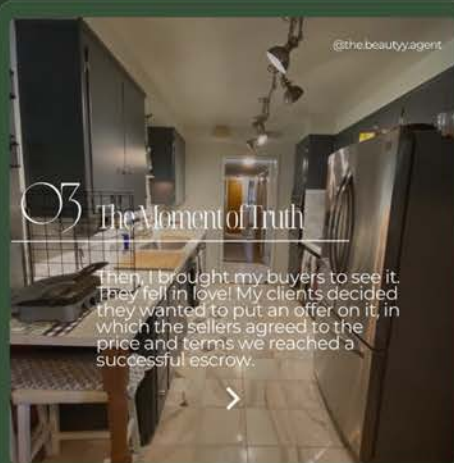 @the.beautyy.agent
03 The Moment of Truth
Then, I brought my buyers to see it.
They fell in love! My clients decided
they wanted to put an offer on it, in
which the sellers agreed to the
price and terms we reached a
successful escrow.